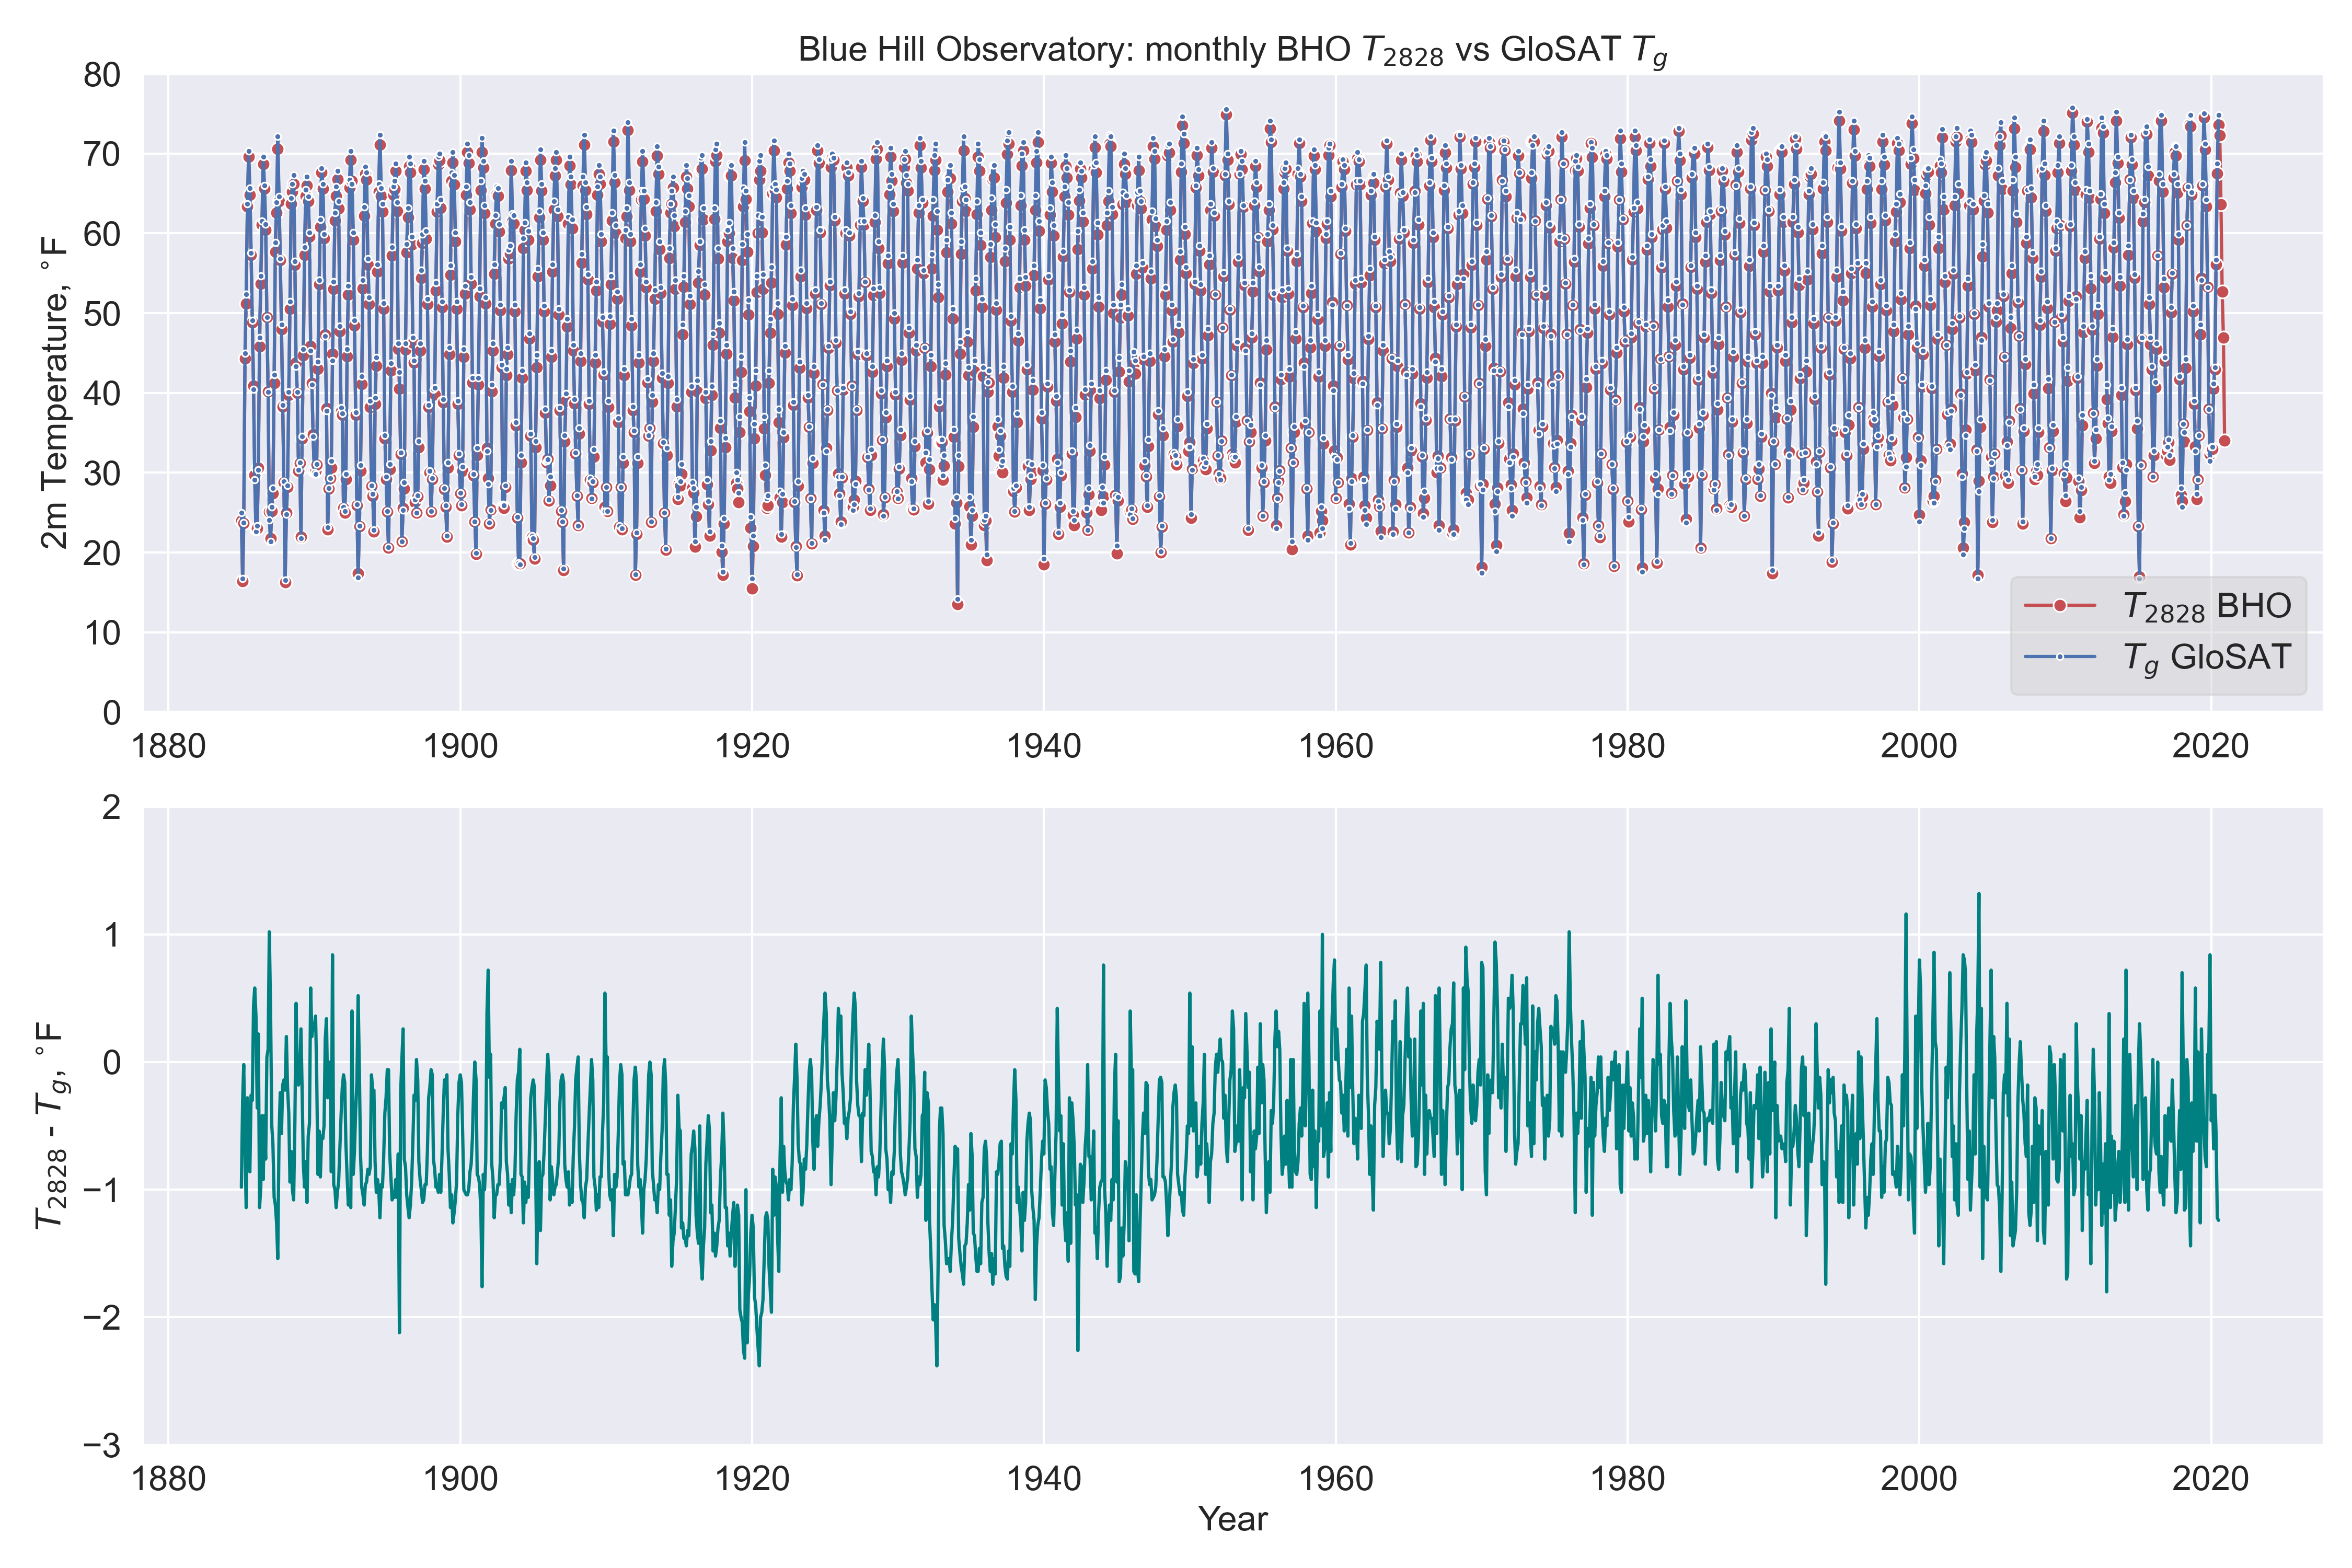 Blue Hill Observatory: monthly BHO T2828 vs GloSAT Tg
80
70
60
50
40
30
20
10
0
2m Temperature, °F
T2828 BHO
Tg GloSAT
1880 1900 1920 1940 1960 1980 2000 2020
2
1
0
−1
−2
−3
T2828 - Tg, °F
1880 1900 1920 1940 1960 1980 2000 2020
Year